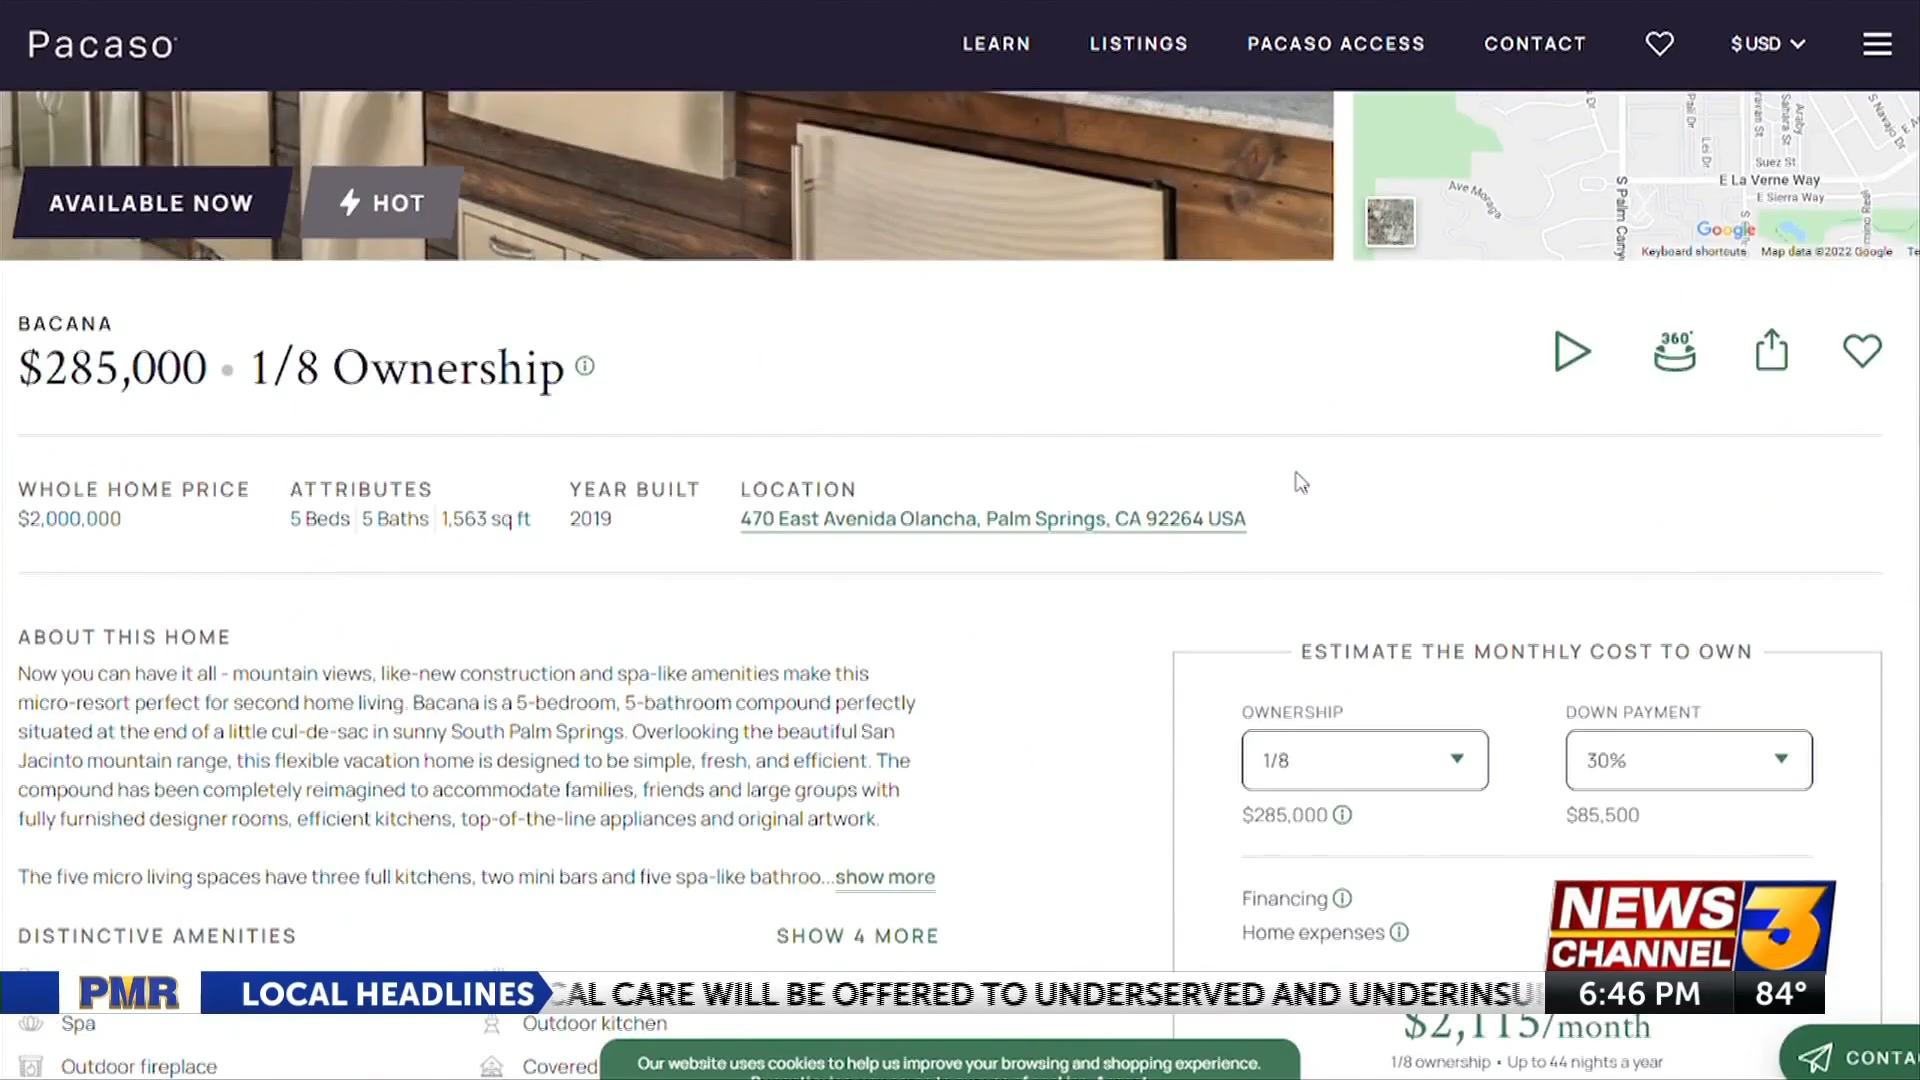 Pacaso
LEARN LISTINGS PACASO ACCESS CONTACT $ USD
AVAILABLE NOW HOT
Suez St
E La Verne Way
E Sierra Way
Ave Moraga
Lei Dr
Google
Keyboard shortcuts Map data ©2022 Google
BACANA
$285,000 • 1/8 Ownership
360°
WHOLE HOME PRICE ATTRIBUTES YEAR BUILT LOCATION
$2,000,000 5 Beds 5 Baths 1,563 sq ft 2019 470 East Avenida Olancha, Palm Springs, CA 92264 USA
ABOUT THIS HOME
Now you can have it all - mountain views, like-new construction and spa-like amenities make this
micro-resort perfect for second home living. Bacana is a 5-bedroom, 5-bathroom compound perfectly
situated at the end of a little cul-de-sac in sunny South Palm Springs. Overlooking the beautiful San
Jacinto mountain range, this flexible vacation home is designed to be simple, fresh, and efficient. The
compound has been completely reimagined to accommodate families, friends and large groups with
fully furnished designer rooms, efficient kitchens, top-of-the-line appliances and original artwork.
The five micro living spaces have three full kitchens, two mini bars and five spa-like bathroo...show more
DISTINCTIVE AMENITIES SHOW 4 MORE
Spa Outdoor kitchen
Outdoor fireplace Covered
ESTIMATE THE MONTHLY COST TO OWN
OWNERSHIP DOWN PAYMENT
1/8 30%
$285,000 $85,500
Financing
Home expenses
$2,115/month
1/8 ownership • Up to 44 nights a year
NEWS CHANNEL 3
PMR LOCAL HEADLINES CAL CARE WILL BE OFFERED TO UNDERSERVED AND UNDERINSU
6:46 PM 84°
Our website uses cookies to help us improve your browsing and shopping experience.
CONTA